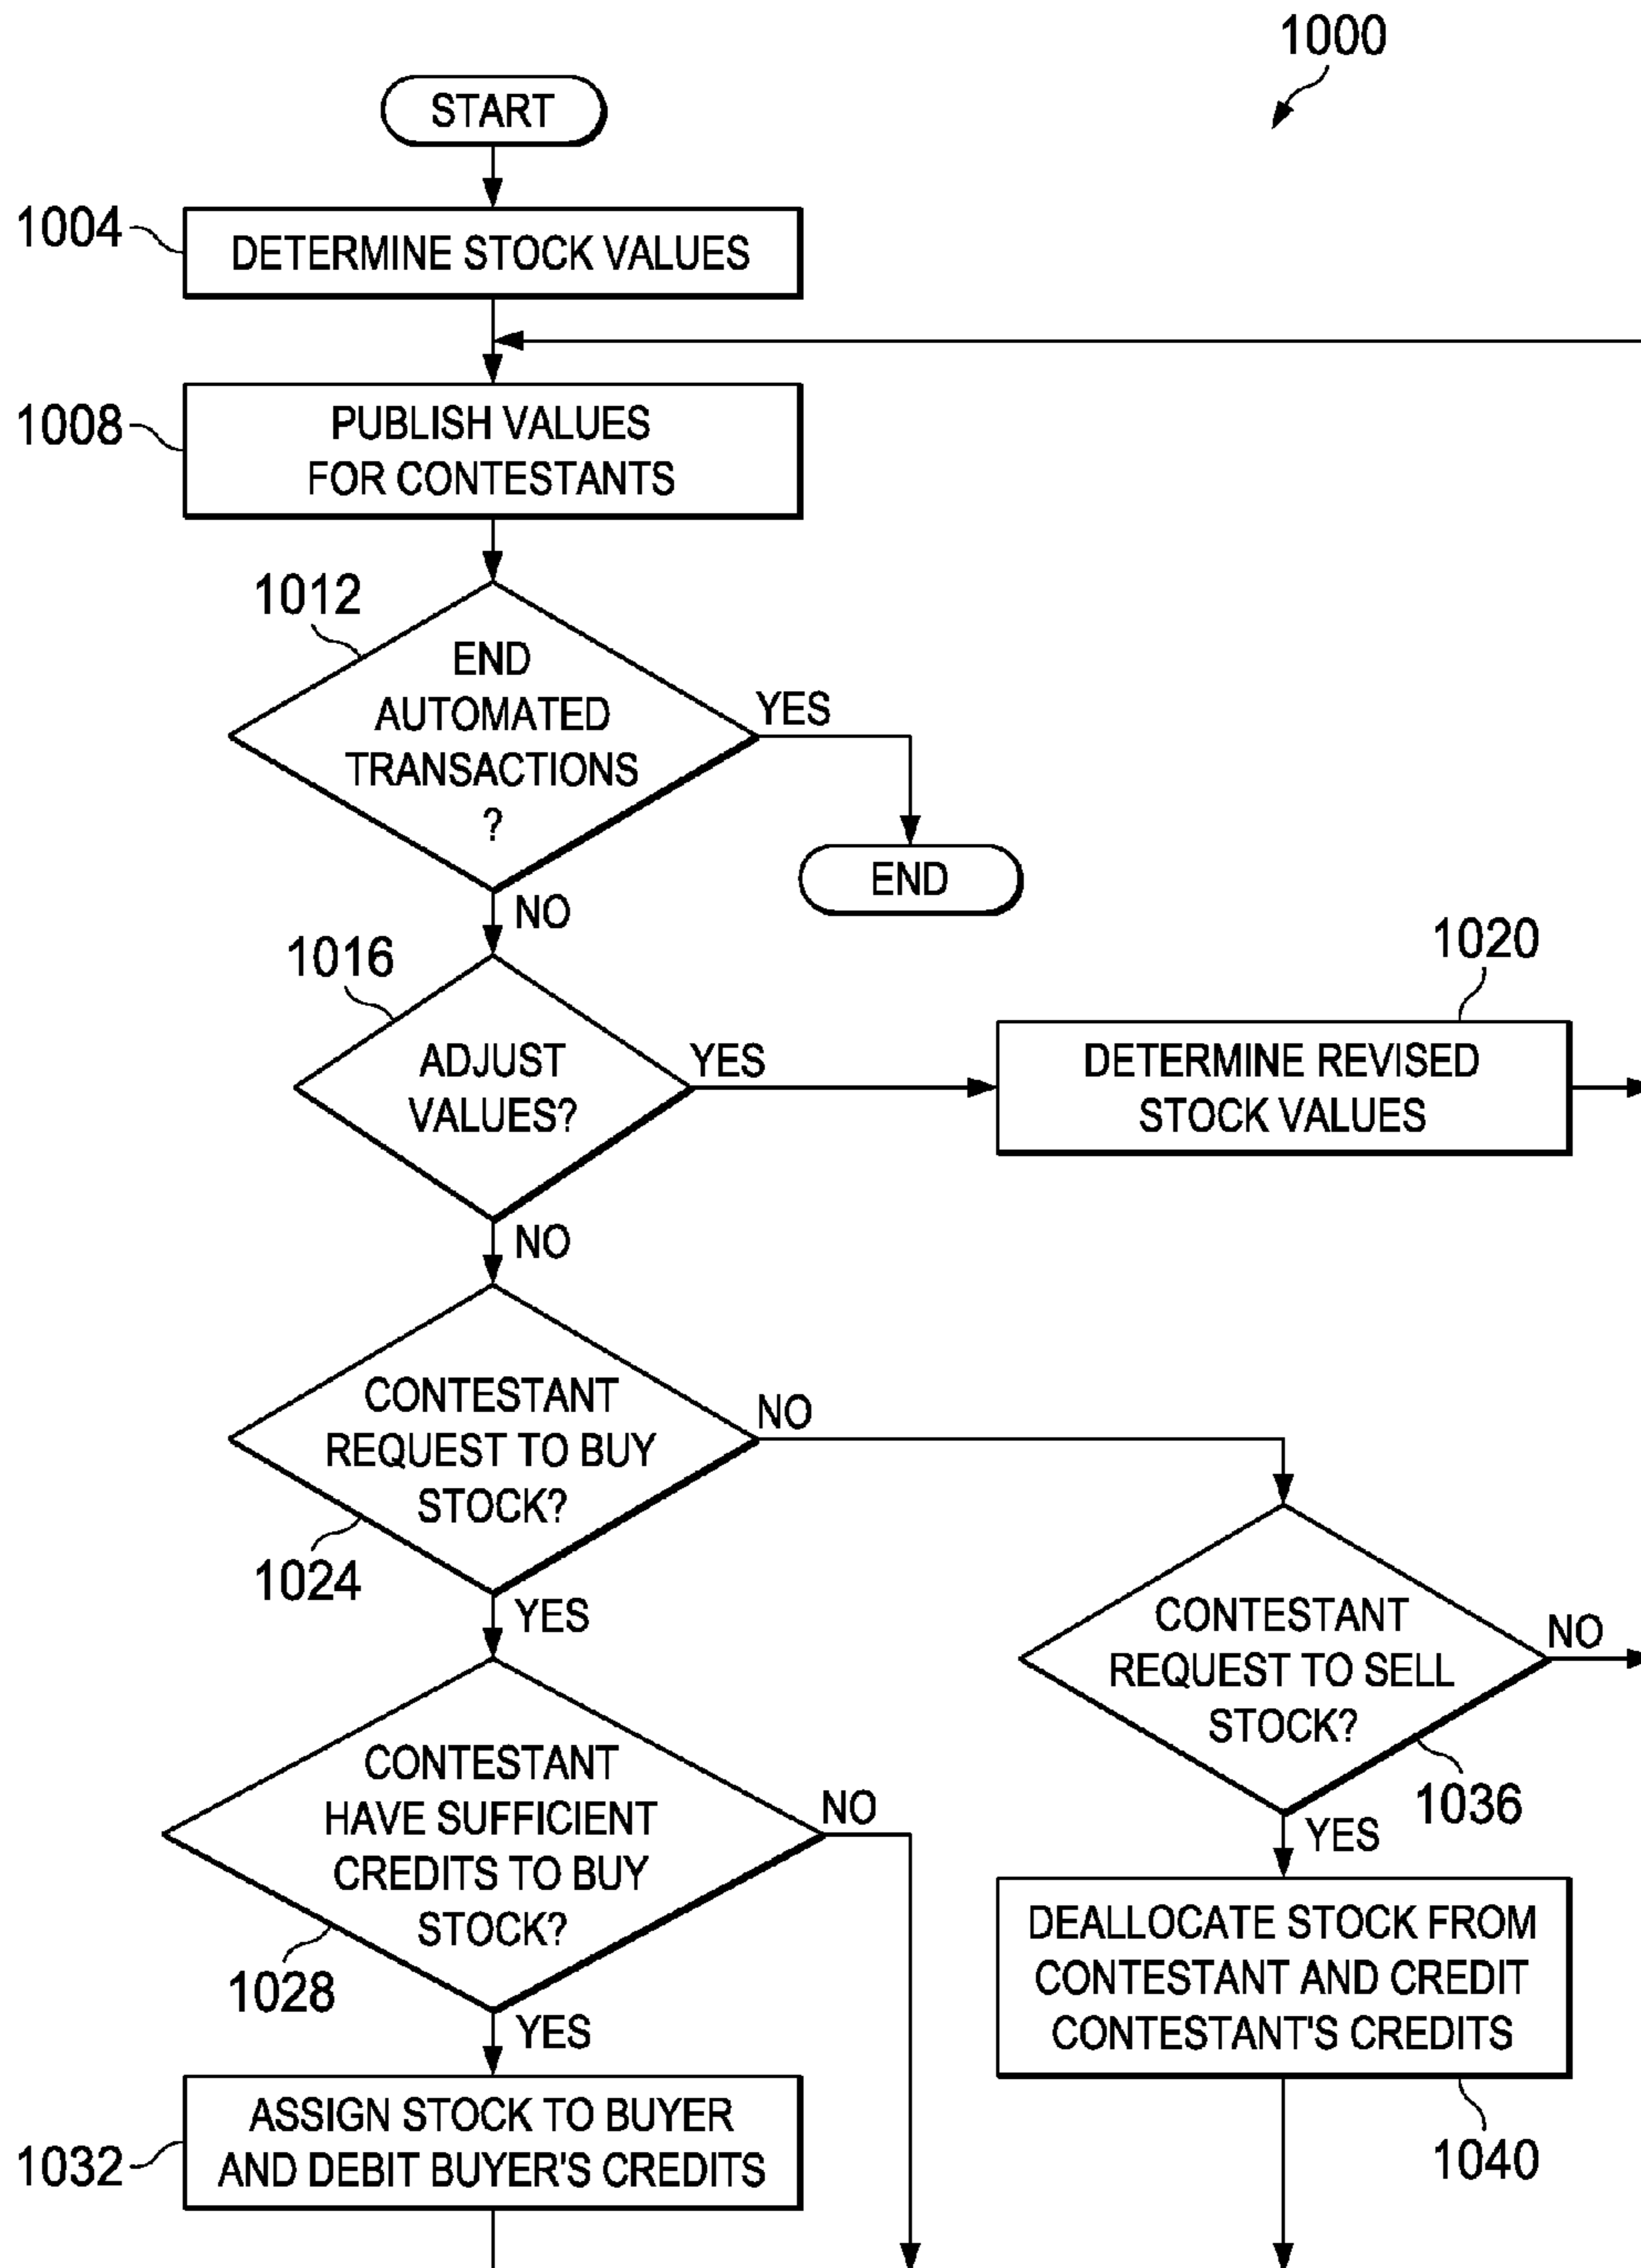 1000
START
1004
DETERMINE STOCK VALUES
1008
PUBLISH VALUES
FOR CONTESTANTS
1012
END
AUTOMATED
TRANSACTIONS
?
YES
END
NO
1016
ADJUST
VALUES?
YES
1020
DETERMINE REVISED
STOCK VALUES
NO
CONTESTANT
REQUEST TO BUY
STOCK?
NO
1024
YES
CONTESTANT
REQUEST TO SELL
STOCK?
NO
1036
YES
CONTESTANT
HAVE SUFFICIENT
CREDITS TO BUY
STOCK?
NO
1028
YES
DEALLOCATE STOCK FROM
CONTESTANT AND CREDIT
CONTESTANT'S CREDITS
1040
ASSIGN STOCK TO BUYER
AND DEBIT BUYER'S CREDITS
1032